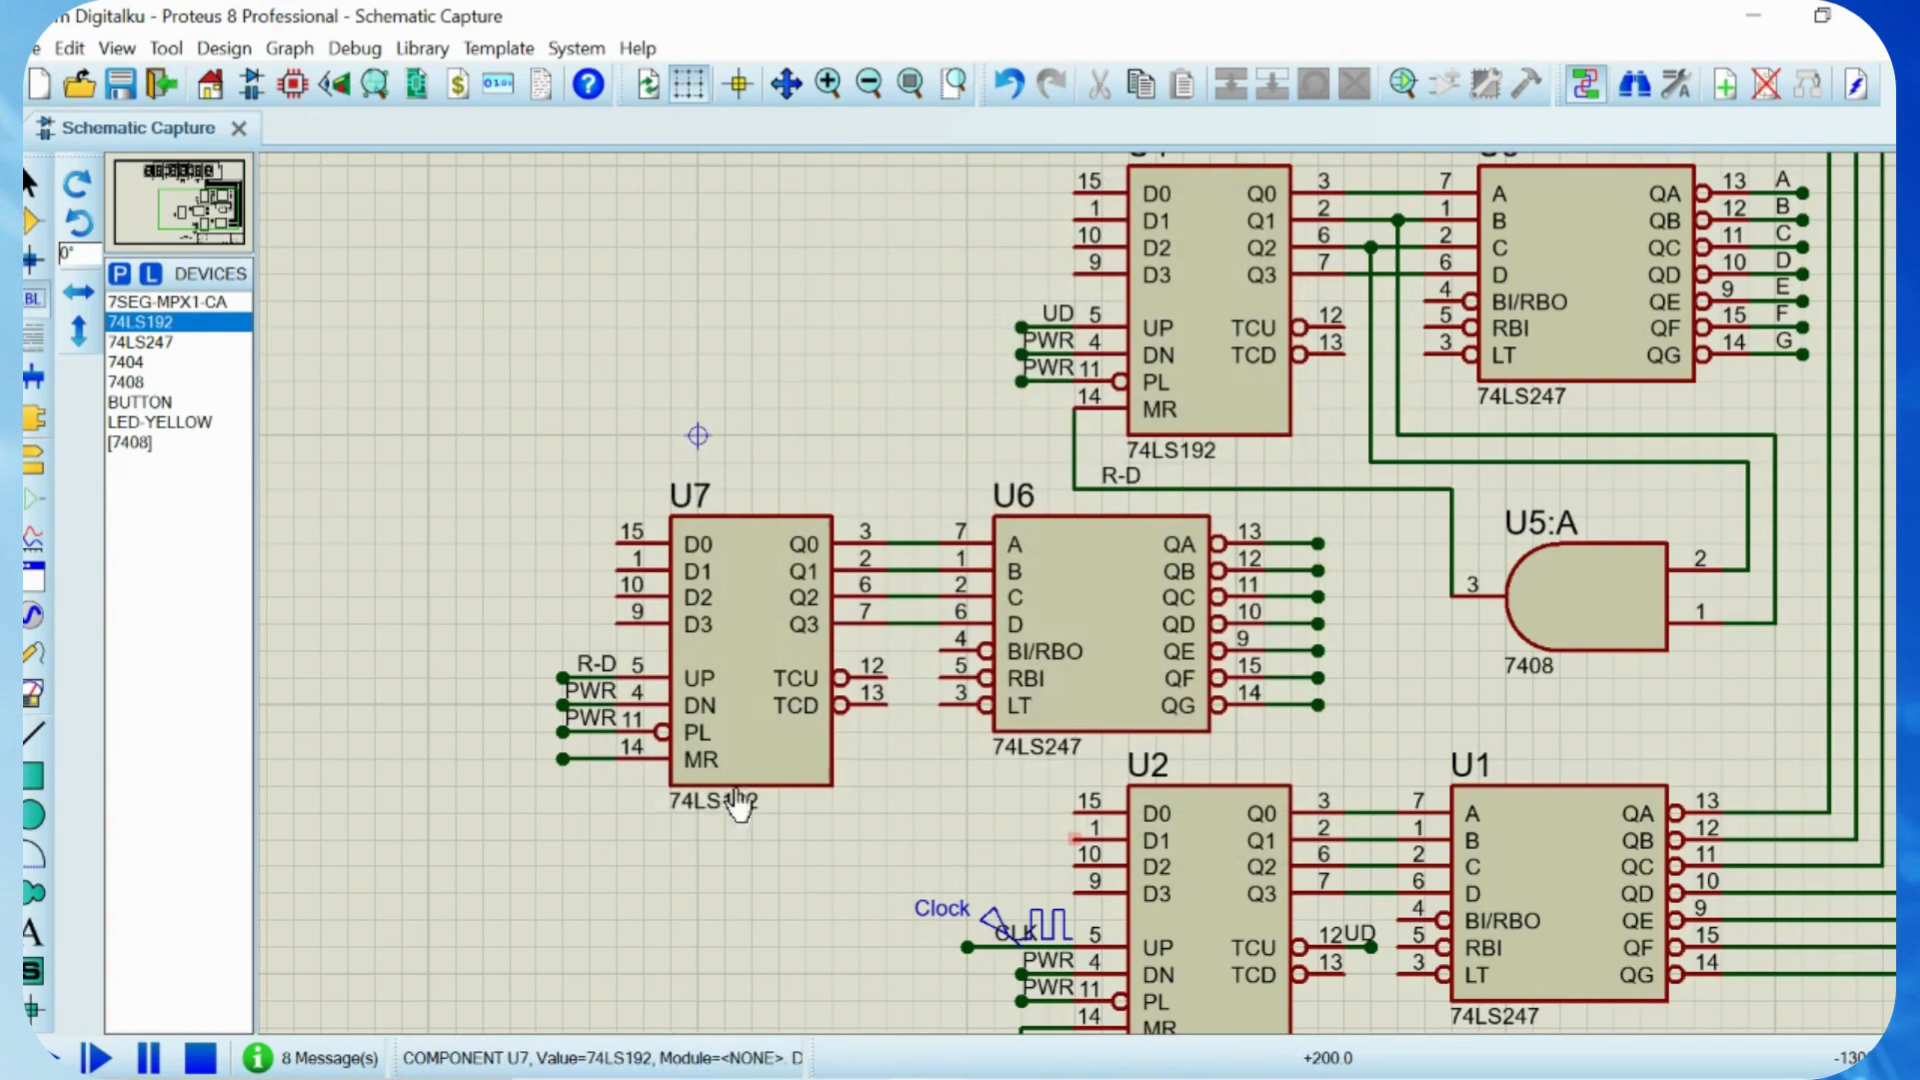 m Digitalku - Proteus 8 Professional - Schematic Capture
e Edit View Tool Design Graph Debug Library Template System Help
Schematic Capture
0°
P L DEVICES
7SEG-MPX1-CA
74LS192
74LS247
7404
7408
BUTTON
LED-YELLOW
[7408]
15 D0 Q0 3 7 A QA 13 A
1 D1 Q1 2 1 B QB 12 B
10 D2 Q2 6 2 C QC 11 C
9 D3 Q3 7 6 D QD 10 D
4 BI/RBO QE 9 E
UD 5 UP TCU 12 5 RBI QF 15 F
PWR 4 DN TCD 13 3 LT QG 14 G
PWR 11 PL
14 MR
74LS247
74LS192
R-D
U7 U6
U5:A
2
3
1
7408
15 D0 Q0 3 7 A QA 13
1 D1 Q1 2 1 B QB 12
10 D2 Q2 6 2 C QC 11
9 D3 Q3 7 6 D QD 10
4 BI/RBO QE 9
R-D 5 UP TCU 12 5 RBI QF 15
PWR 4 DN TCD 13 3 LT QG 14
PWR 11 PL
14 MR
74LS247
U2 U1
15 D0 Q0 3 7 A QA 13
1 D1 Q1 2 1 B QB 12
10 D2 Q2 6 2 C QC 11
9 D3 Q3 7 6 D QD 10
Clock
4 BI/RBO QE 9
CLK 5 UP TCU 12 UD 5 RBI QF 15
PWR 4 DN TCD 13 3 LT QG 14
PWR 11 PL
14 MR
74LS247
8 Message(s) COMPONENT U7, Value=74LS192, Module=<NONE>. D +200.0